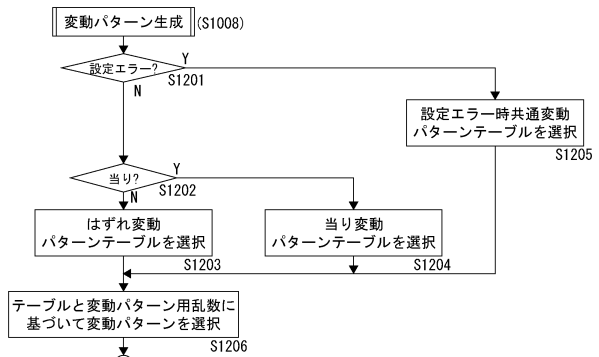 変動パターン生成
(S1008)
設定エラー?
Y
S1201
N
設定エラー時共通変動
パターンテーブルを選択
S1205
当り?
Y
S1202
N
はずれ変動
パターンテーブルを選択
S1203
当り変動
パターンテーブルを選択
S1204
テーブルと変動パターン用乱数に
基づいて変動パターンを選択
S1206